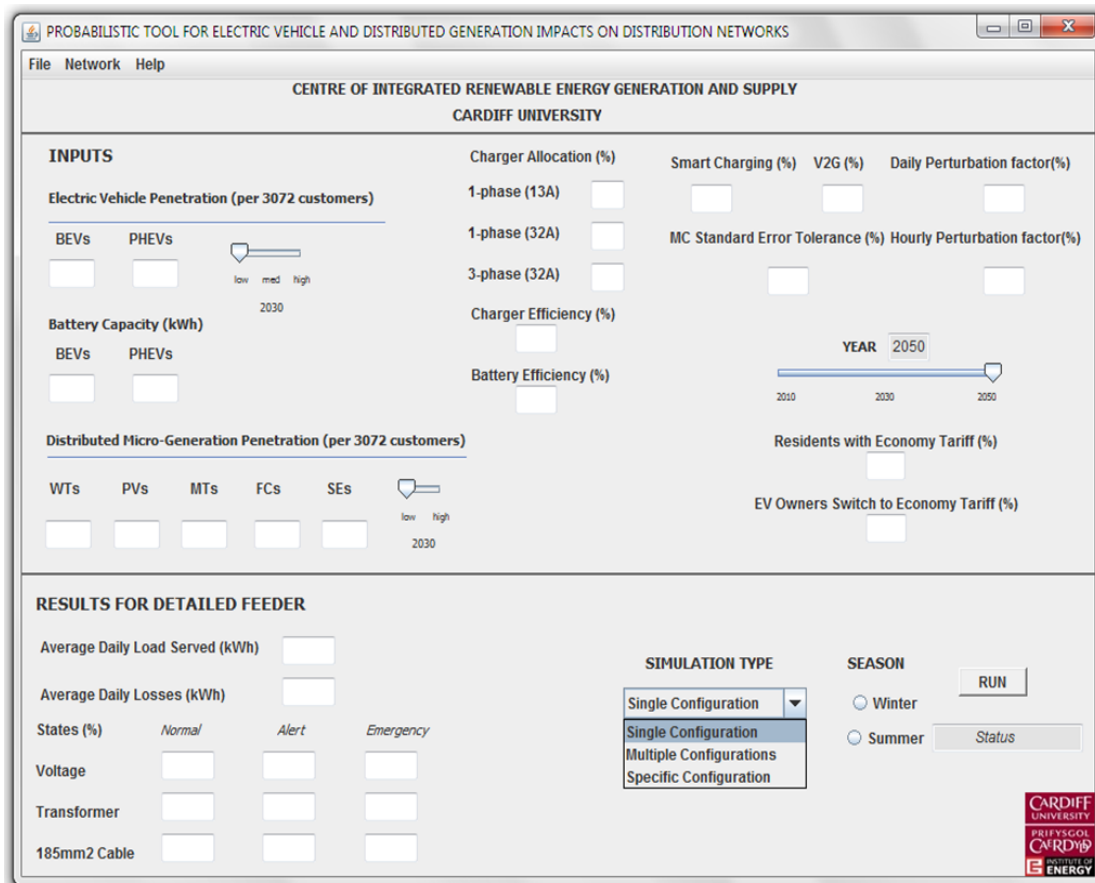 PROBABILISTIC TOOL FOR ELECTRIC VEHICLE AND DISTRIBUTED GENERATION IMPACTS ON DISTRIBUTION NETWORKS
File Network Help
CENTRE OF INTEGRATED RENEWABLE ENERGY GENERATION AND SUPPLY
CARDIFF UNIVERSITY
INPUTS
Electric Vehicle Penetration (per 3072 customers)
BEVs PHEVs
low med high
2030
Battery Capacity (kWh)
BEVs PHEVs
Charger Allocation (%)
1-phase (13A)
1-phase (32A)
3-phase (32A)
Charger Efficiency (%)
Battery Efficiency (%)
Smart Charging (%) V2G (%) Daily Perturbation factor(%)
MC Standard Error Tolerance (%) Hourly Perturbation factor(%)
YEAR 2050
2010 2030 2050
Residents with Economy Tariff (%)
EV Owners Switch to Economy Tariff (%)
Distributed Micro-Generation Penetration (per 3072 customers)
WTs PVs MTs FCs SEs
low high
2030
RESULTS FOR DETAILED FEEDER
Average Daily Load Served (kWh)
Average Daily Losses (kWh)
States (%) Normal Alert Emergency
Voltage
Transformer
185mm2 Cable
SIMULATION TYPE
Single Configuration
Single Configuration
Multiple Configurations
Specific Configuration
SEASON
Winter
Summer
RUN
Status
CARDIFF
UNIVERSITY
PRIFYSGOL
CAERDYDD
INSTITUTE OF
ENERGY